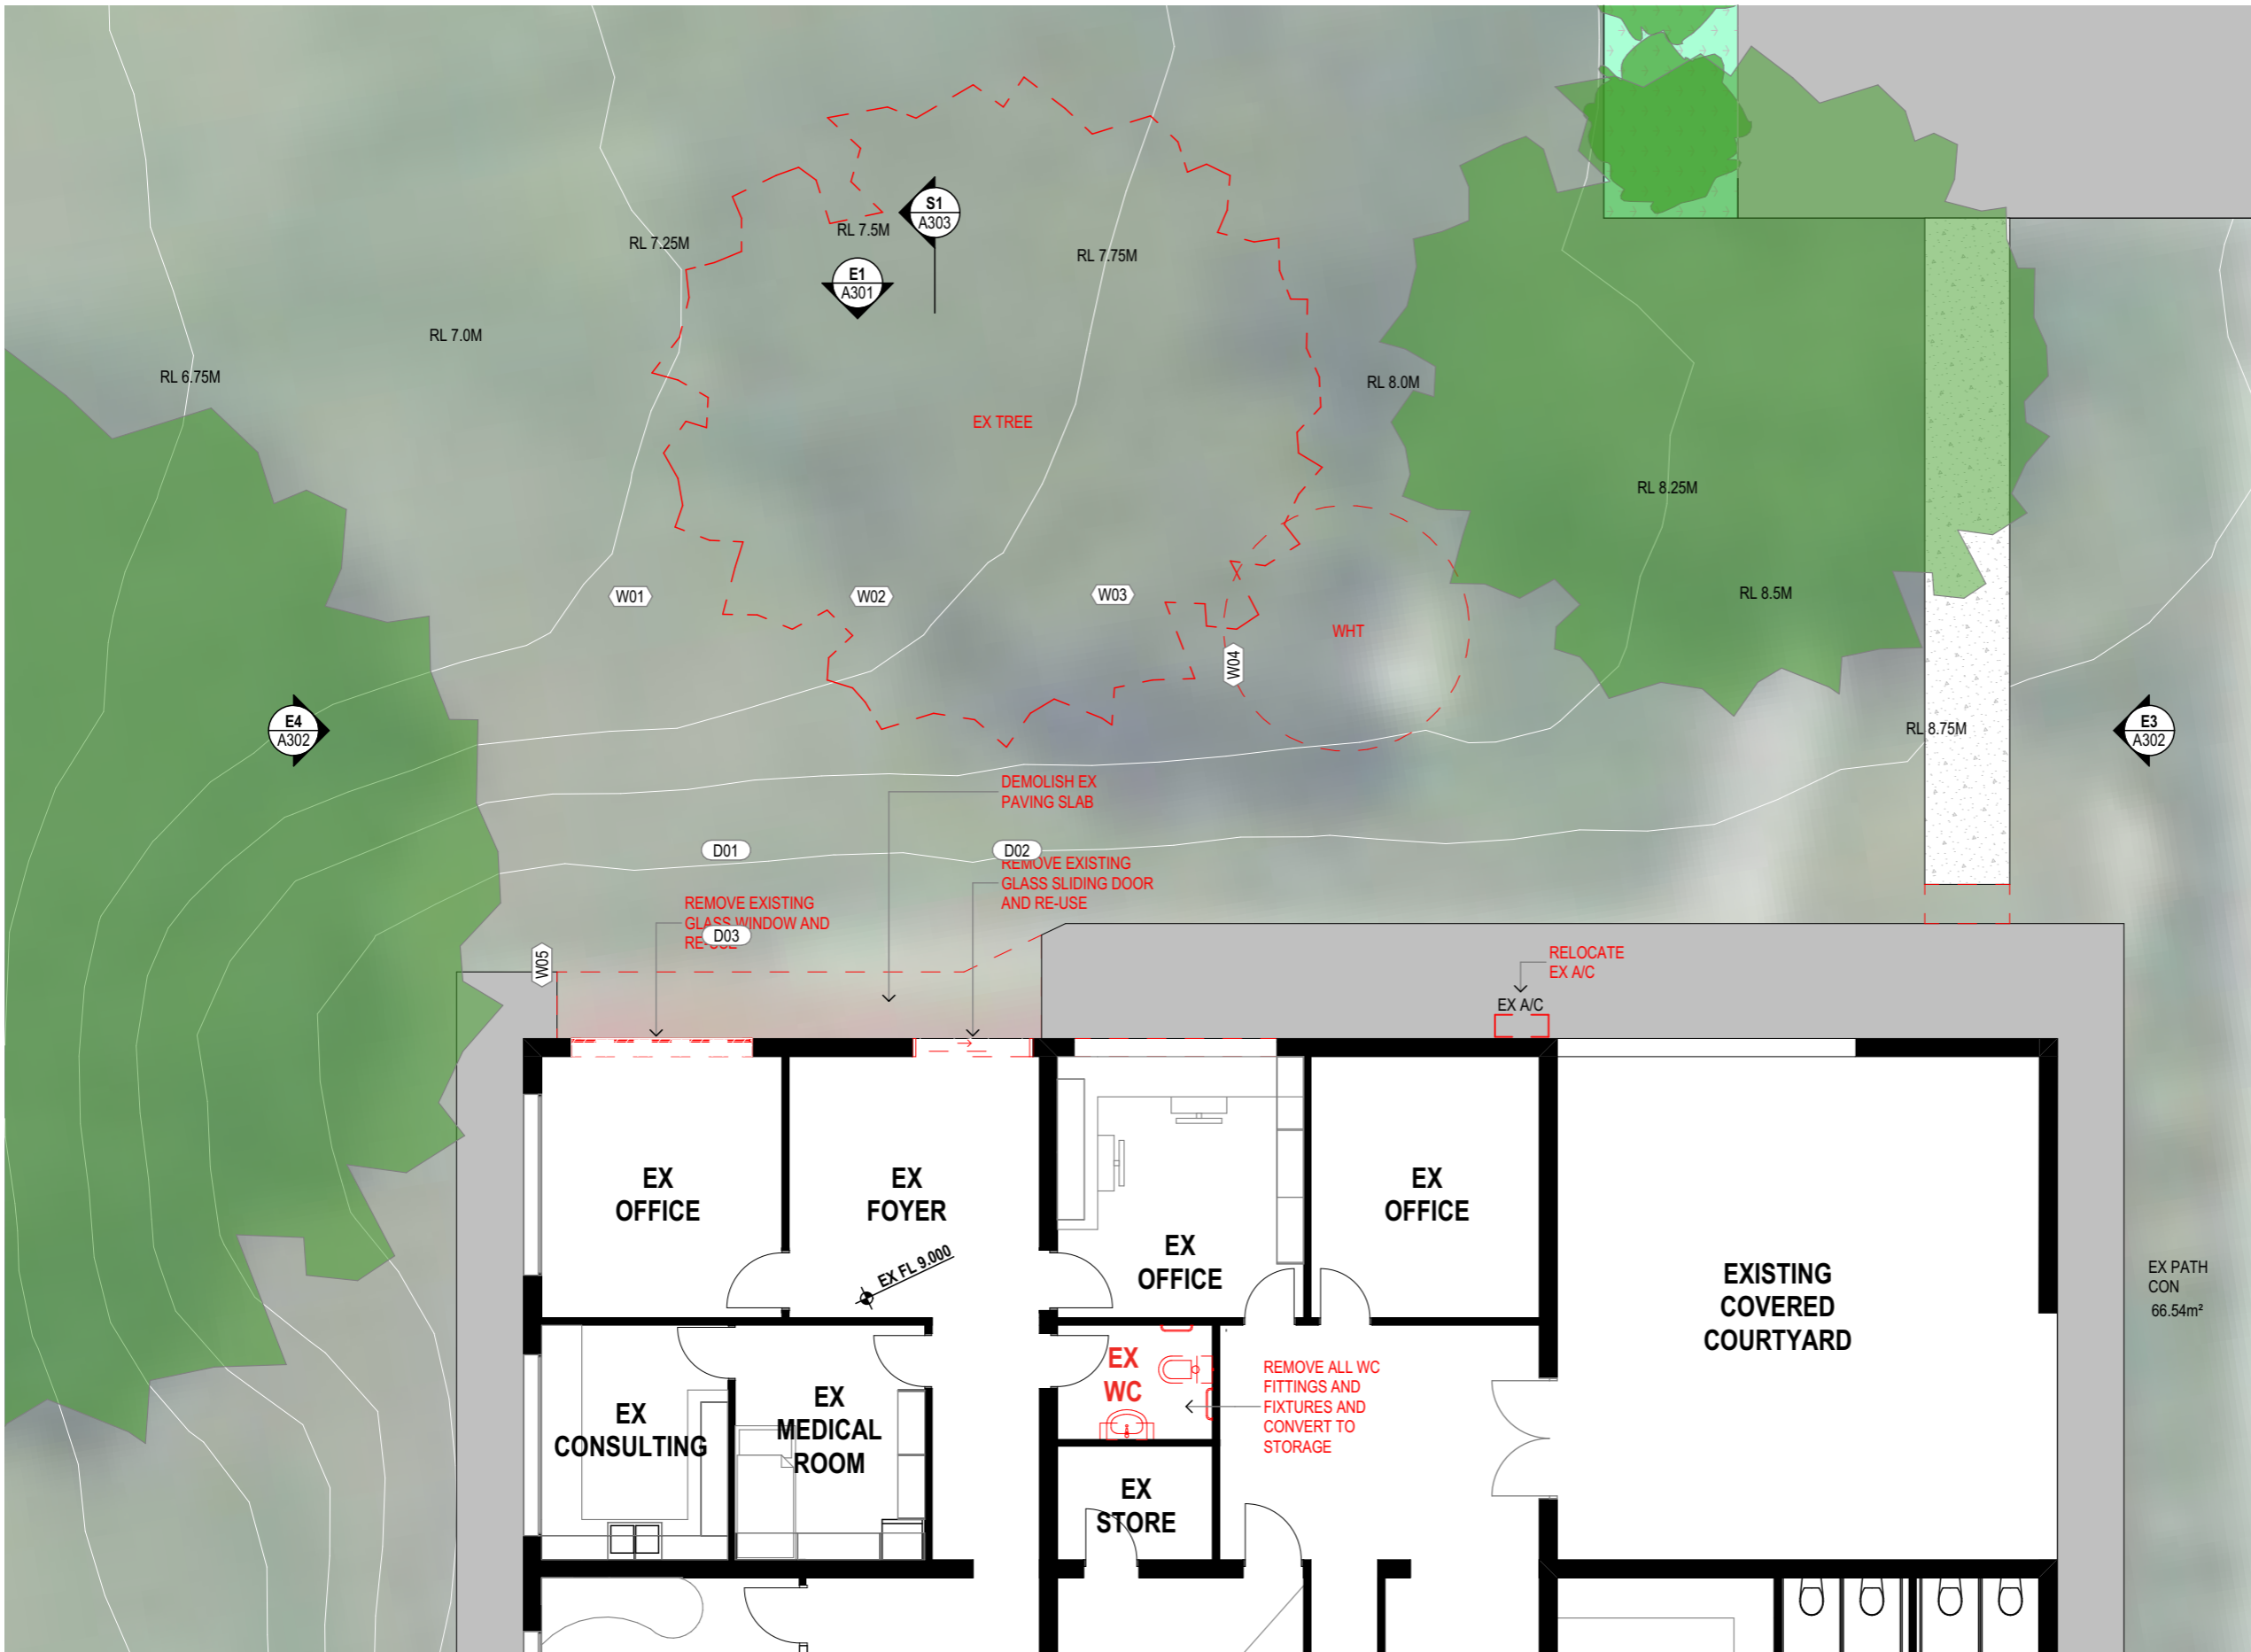 S1
A303
RL 7.5M
RL 7.25M
RL 7.75M
E1
A301
RL 7.0M
RL 6.75M
RL 8.0M
EX TREE
RL 8.25M
RL 8.5M
W01
W02
W03
WHT
W04
E4
A302
RL 8.75M
E3
A302
DEMOLISH EX
PAVING SLAB
D01
D02
REMOVE EXISTING
GLASS SLIDING DOOR
AND RE-USE
REMOVE EXISTING
GLASS WINDOW AND
RE-USE
D03
W05
RELOCATE
EX A/C
EX A/C
EX
OFFICE
EX
FOYER
EX FL 9.000
EX
OFFICE
EX
OFFICE
EXISTING
COVERED
COURTYARD
EX PATH
CON
66.54m²
EX
CONSULTING
EX
MEDICAL
ROOM
EX
WC
REMOVE ALL WC
FITTINGS AND
FIXTURES AND
CONVERT TO
STORAGE
EX
STORE